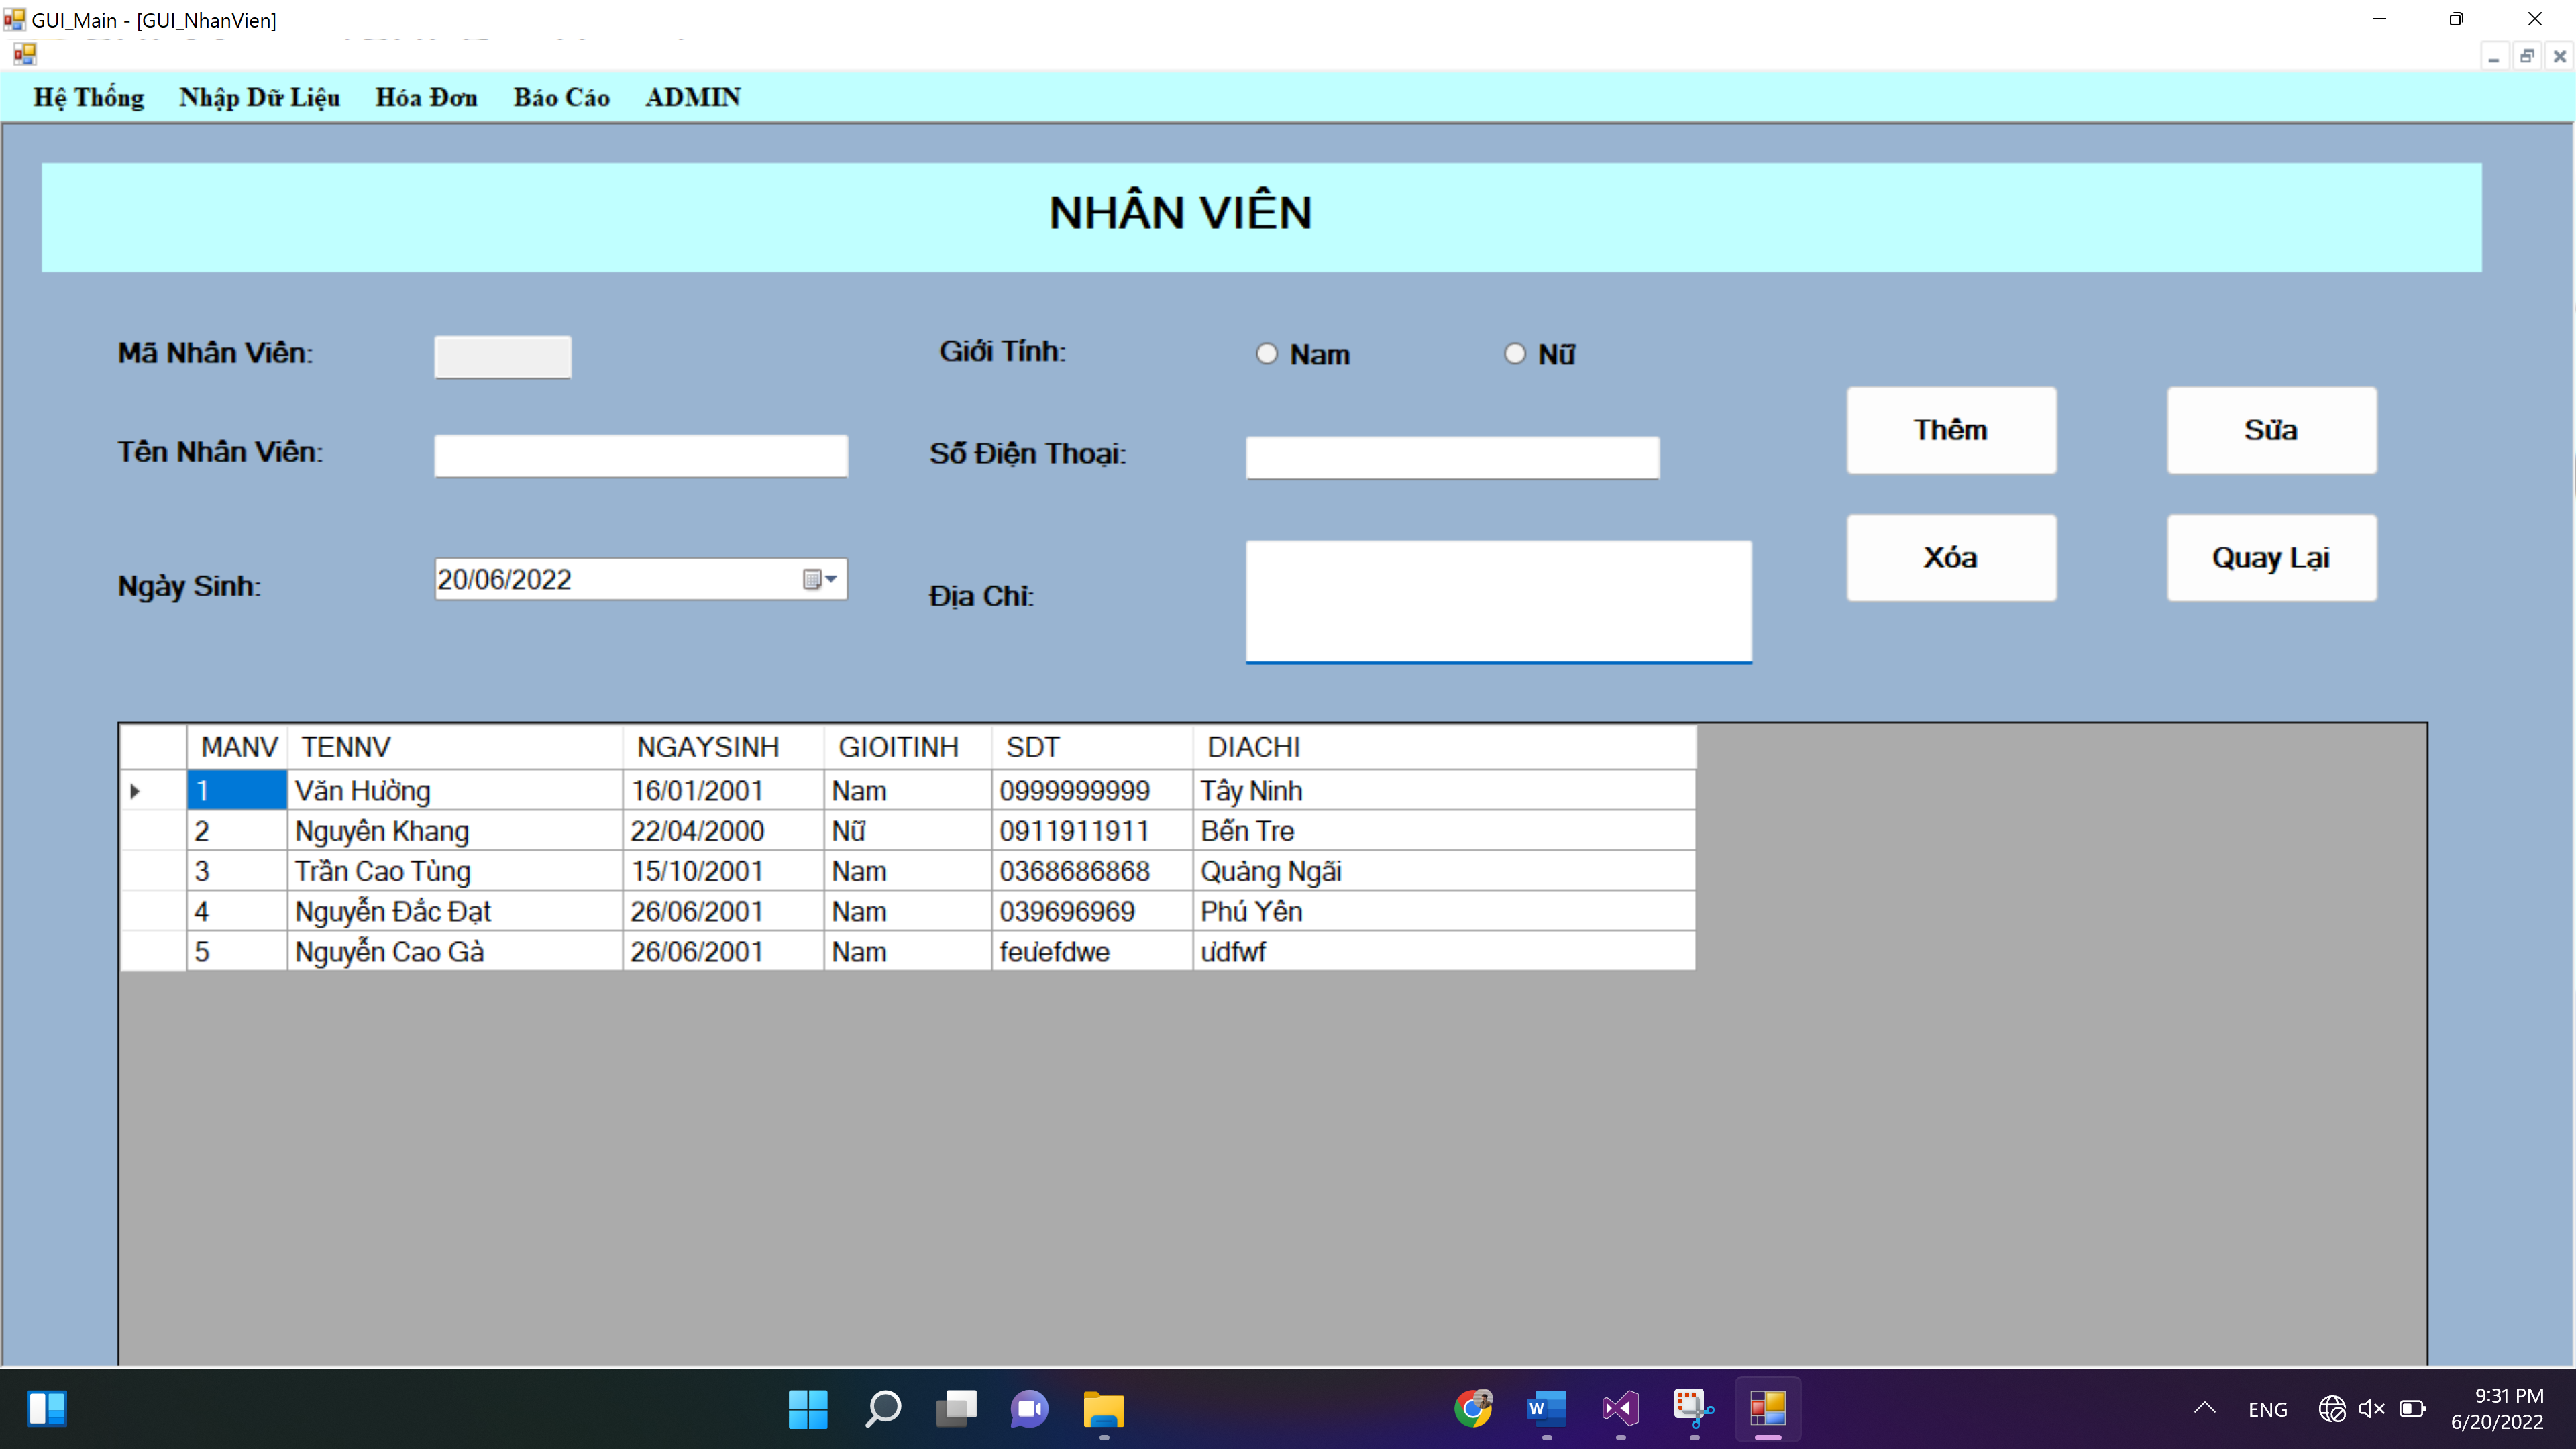 GUI_Main - [GUI_NhanVien]
Hệ Thống Nhập Dữ Liệu Hóa Đơn Báo Cáo ADMIN
NHÂN VIÊN
Mã Nhân Viên: Giới Tính: Nam Nữ
Thêm Sửa
Tên Nhân Viên: Số Điện Thoại:
Xóa Quay Lại
Ngày Sinh: 20/06/2022 Địa Chỉ:
MANV TENNV NGAYSINH GIOITINH SDT DIACHI
1 Văn Hường 16/01/2001 Nam 0999999999 Tây Ninh
2 Nguyên Khang 22/04/2000 Nữ 0911911911 Bến Tre
3 Trần Cao Tùng 15/10/2001 Nam 0368686868 Quảng Ngãi
4 Nguyễn Đắc Đạt 26/06/2001 Nam 039696969 Phú Yên
5 Nguyễn Cao Gà 26/06/2001 Nam feưefdwe ưdfwf
ENG 9:31 PM
6/20/2022